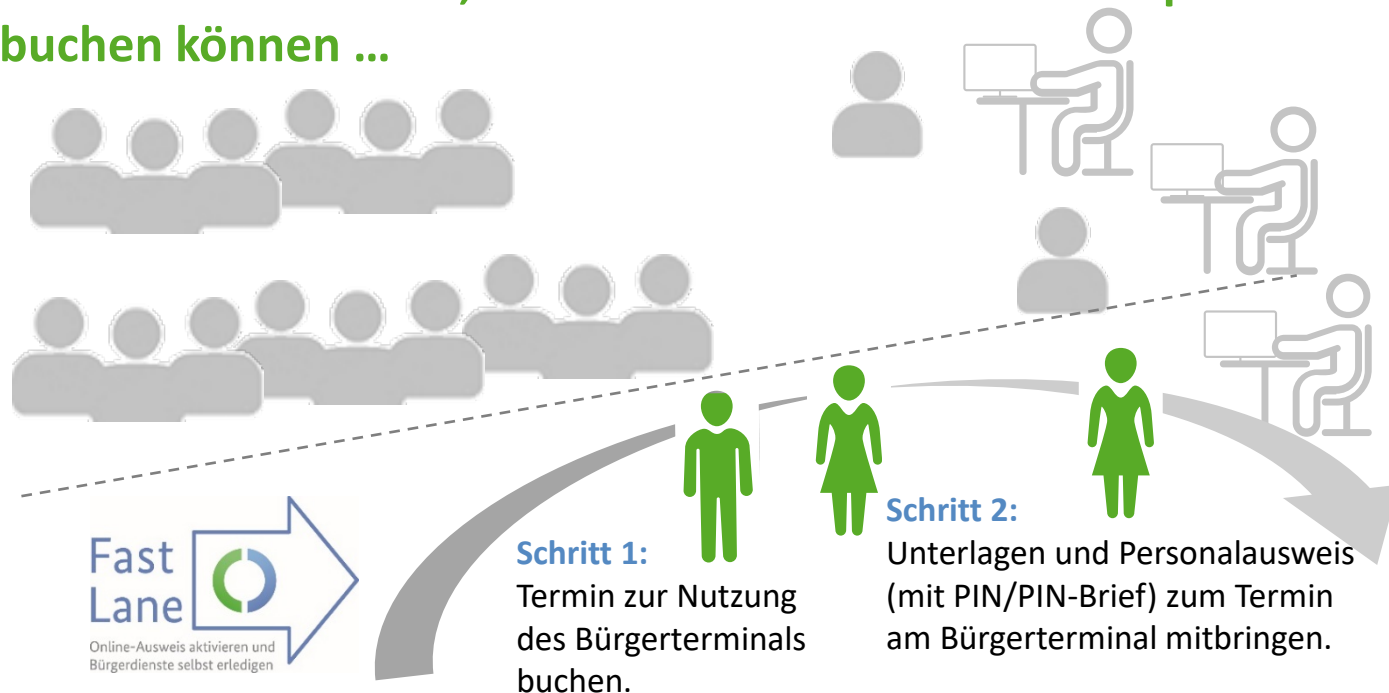 buchen können …
Fast
Lane
Online-Ausweis aktivieren und
Bürgerdienste selbst erledigen
Schritt 1:
Termin zur Nutzung
des Bürgerterminals
buchen.
Schritt 2:
Unterlagen und Personalausweis
(mit PIN/PIN-Brief) zum Termin
am Bürgerterminal mitbringen.